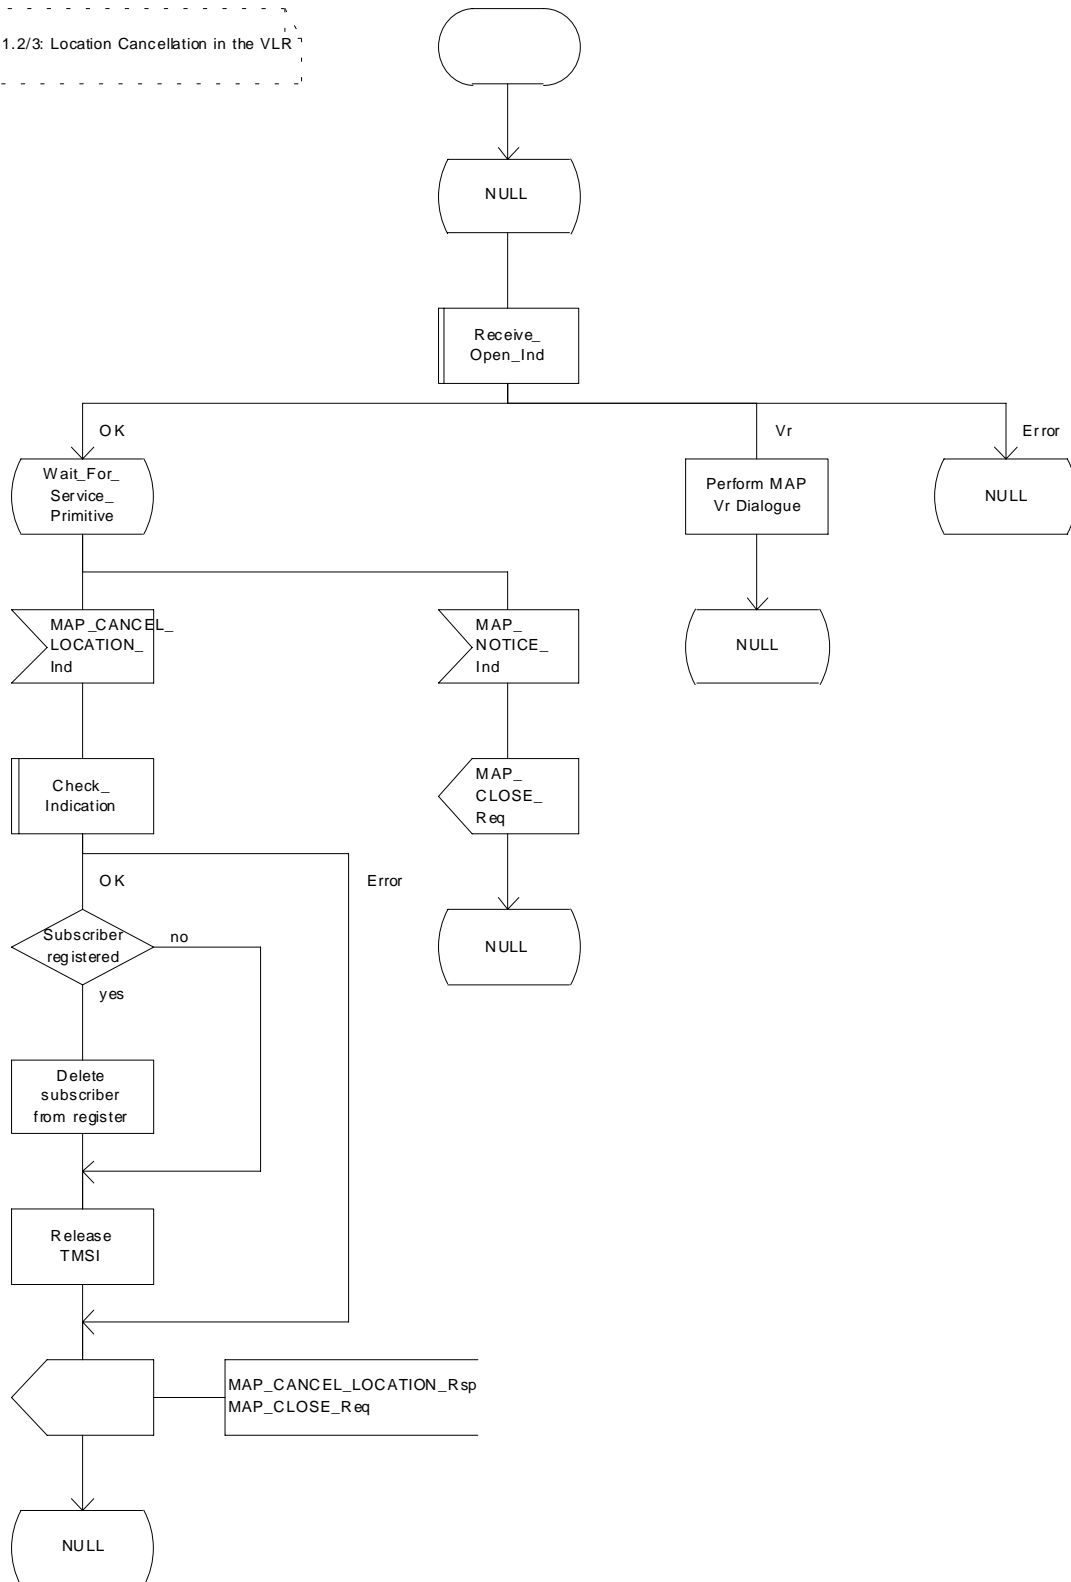 1.2/3: Location Cancellation in the VLR
NULL
Receive_
Open_Ind
OK
Vr
Error
Wait_For_
Service_
Primitive
Perform MAP
Vr Dialogue
NULL
MAP_CANCEL_
LOCATION_
Ind
MAP_
NOTICE_
Ind
NULL
Check_
Indication
MAP_
CLOSE_
Req
OK
Error
Subscriber
registered
no
yes
NULL
Delete
subscriber
from register
Release
TMSI
MAP_CANCEL_LOCATION_Rsp
MAP_CLOSE_Req
NULL